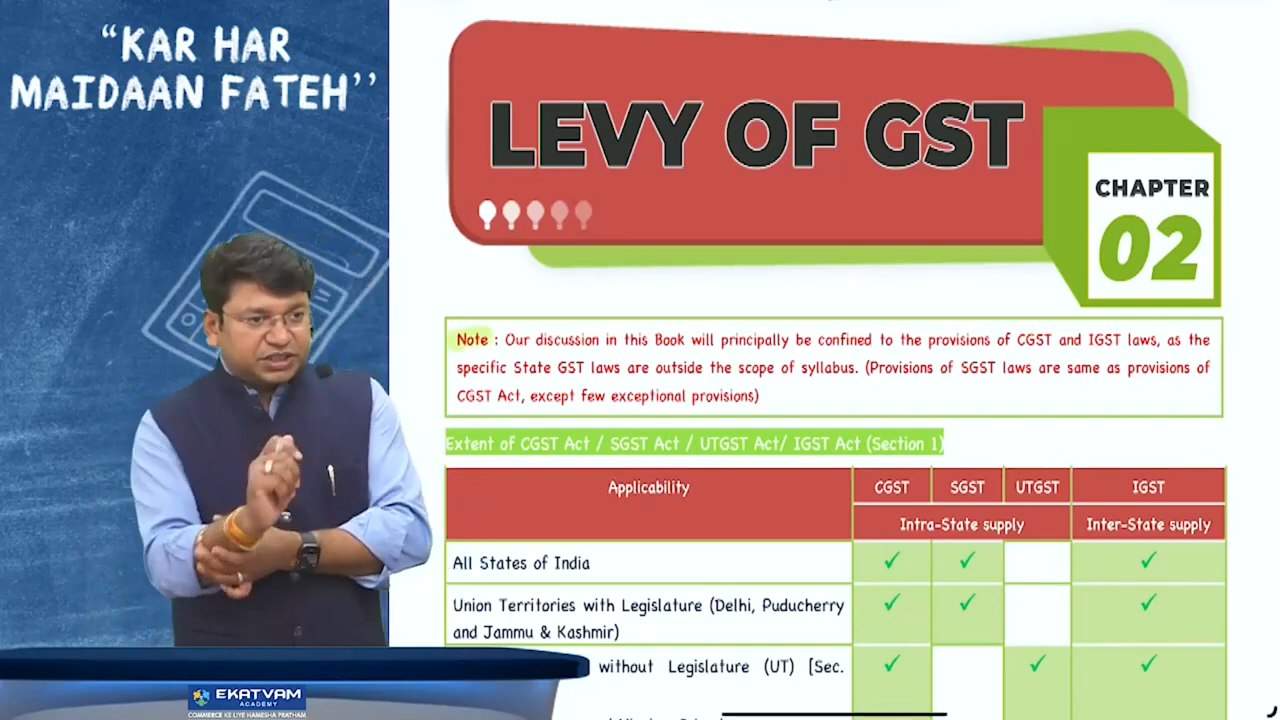 “KAR HAR
MAIDAAN FATEH’’
LEVY OF GST
CHAPTER
02
Note : Our discussion in this Book will principally be confined to the provisions of CGST and IGST laws, as the
specific State GST laws are outside the scope of syllabus. (Provisions of SGST laws are same as provisions of
CGST Act, except few exceptional provisions)
Extent of CGST Act / SGST Act / UTGST Act/ IGST Act (Section 1)
Applicability CGST SGST UTGST IGST
Intra-State supply Inter-State supply
All States of India ✓ ✓ ✓
Union Territories with Legislature (Delhi, Puducherry ✓ ✓ ✓
and Jammu & Kashmir)
without Legislature (UT) [Sec. ✓ ✓ ✓
EKATVAM
ACADEMY
COMMERCE KE LIYE HAMESHA PRATHAM